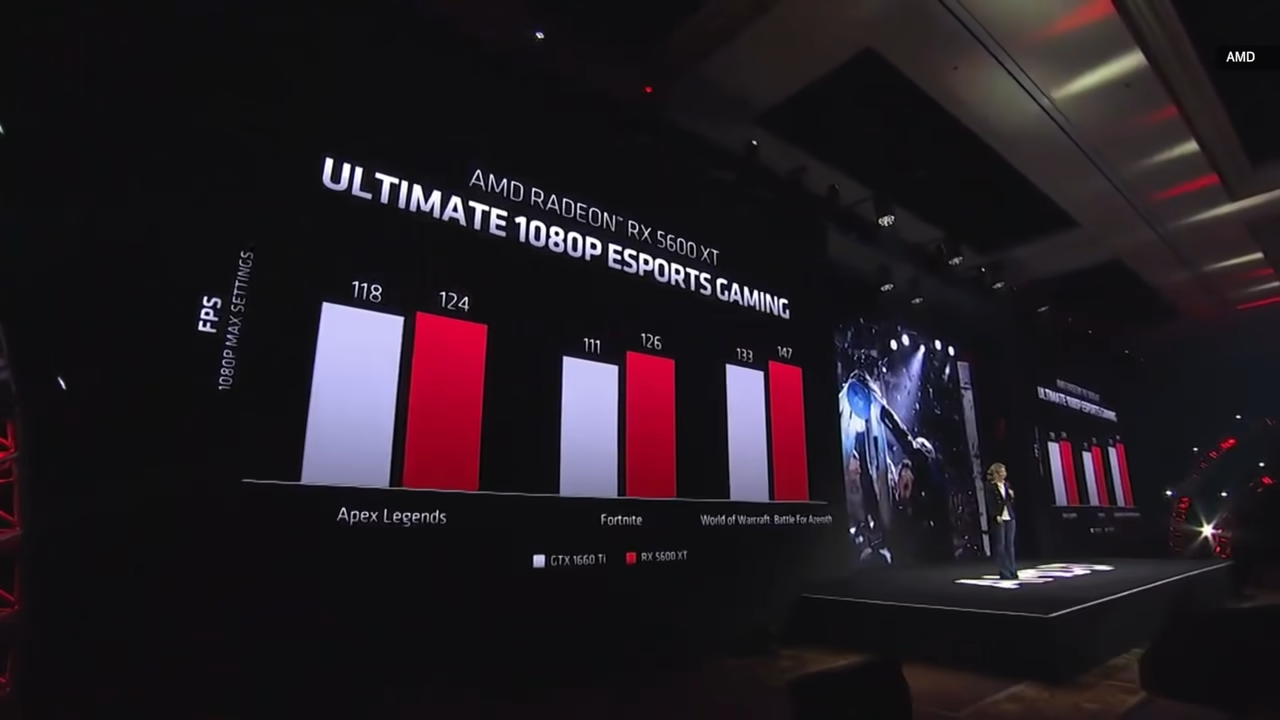 AMD
AMD RADEON™ RX 5600 XT
ULTIMATE 1080P ESPORTS GAMING
FPS
1080P MAX SETTINGS
118
124
111
126
133
147
Apex Legends
Fortnite
World of Warcraft: Battle For Azeroth
GTX 1660 Ti
RX 5600 XT
ULTIMATE 1080P ESPORTS GAMING
AMD